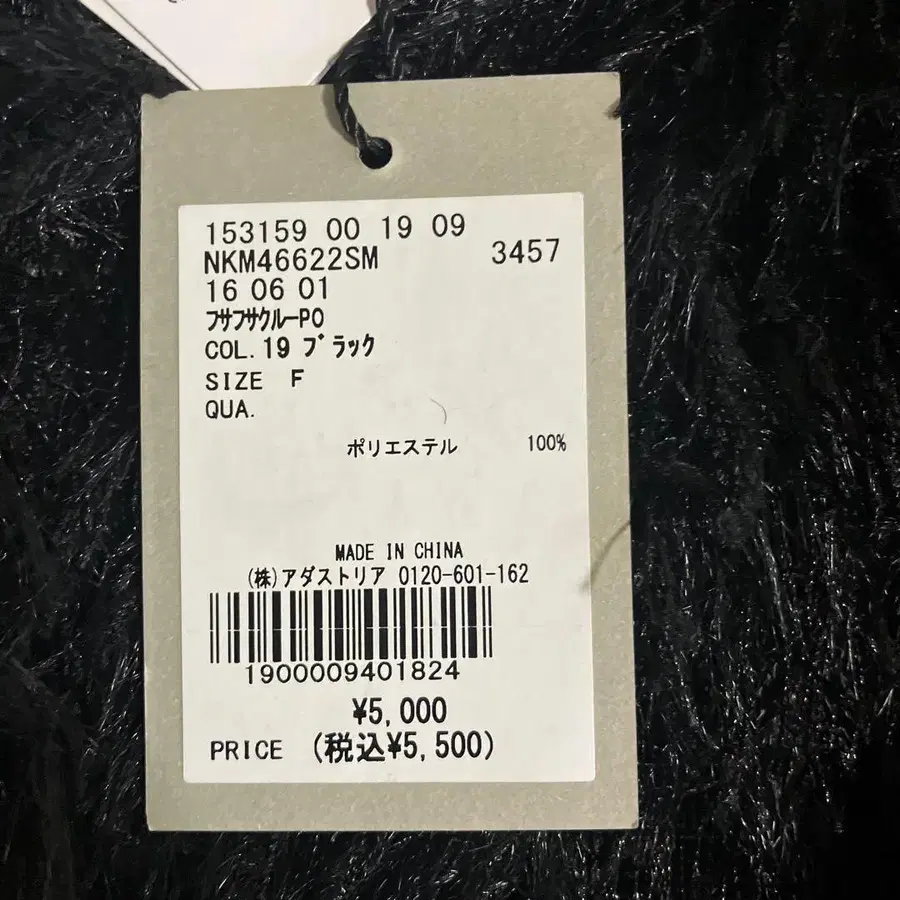 153159 00 19 09
NKM46622SM 3457
16 06 01
ﾌｻﾌｻｸﾙｰPO
COL. 19 ﾌﾞﾗｯｸ
SIZE F
QUA.
ポリエステル 100%
MADE IN CHINA
(株)アダストリア 0120-601-162
1900009401824
¥5,000
PRICE (税込¥5,500)